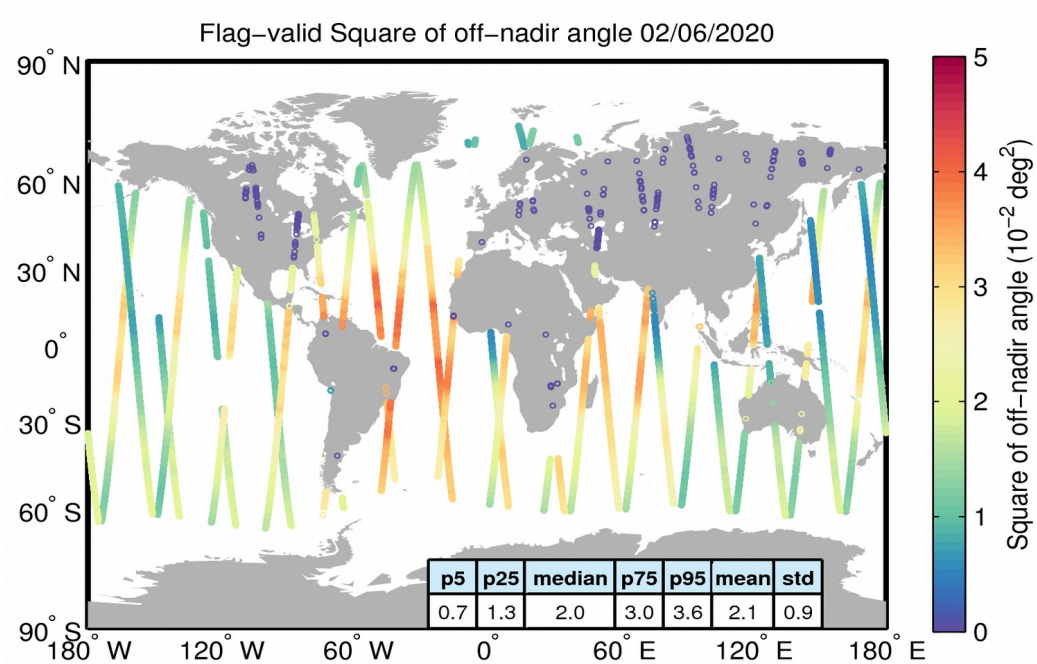 Flag−valid Square of off−nadir angle 02/06/2020
90° N
60° N
30° N
0°
30° S
60° S
90° S
180° W
120° W
60° W
0°
60° E
120° E
180° E
p5 p25 median p75 p95 mean std
0.7 1.3 2.0 3.0 3.6 2.1 0.9
5
4
3
2
1
0
Square of off−nadir angle (10⁻² deg²)